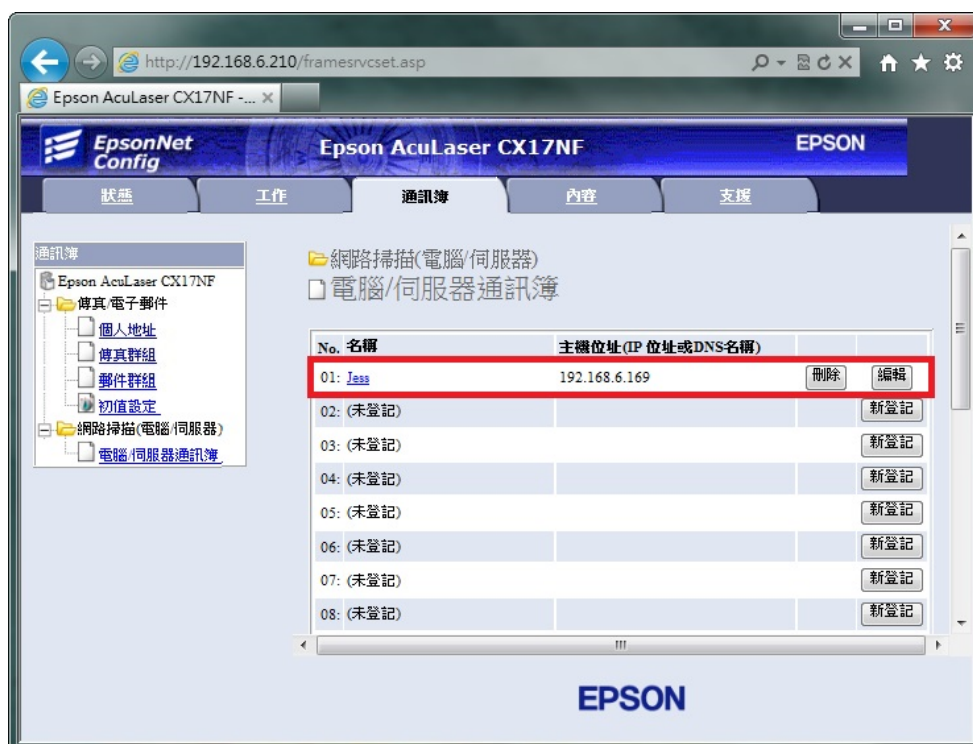 http://192.168.6.210/framesrvcset.asp
Epson AcuLaser CX17NF -...
EpsonNet
Config
Epson AcuLaser CX17NF
EPSON
狀態
工作
通訊簿
內容
支援
通訊簿
Epson AcuLaser CX17NF
傳真/電子郵件
個人地址
傳真群組
郵件群組
初值設定
網路掃描(電腦/伺服器)
電腦/伺服器通訊簿
網路掃描(電腦/伺服器)
電腦/伺服器通訊簿
No. 名稱 主機位址(IP 位址或DNS名稱)
01: Jess 192.168.6.169 刪除 編輯
02: (未登記) 新登記
03: (未登記) 新登記
04: (未登記) 新登記
05: (未登記) 新登記
06: (未登記) 新登記
07: (未登記) 新登記
08: (未登記) 新登記
EPSON